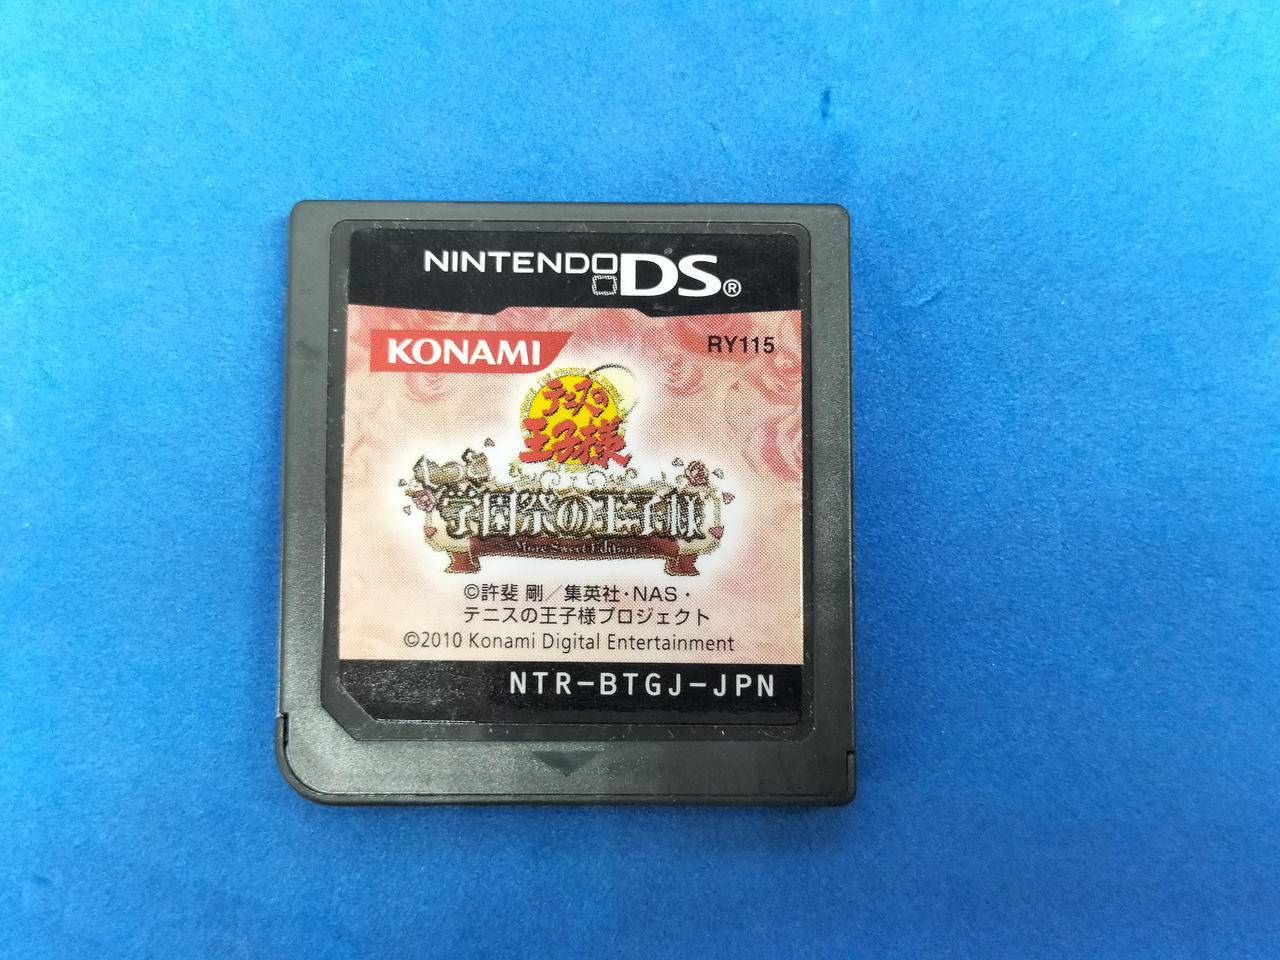 NINTENDO DS®
KONAMI
RY115
テニスの
王子様
もっと
学園祭の王子様
More Sweet Edition
©許斐 剛／集英社・NAS・
テニスの王子様プロジェクト
©2010 Konami Digital Entertainment
NTR-BTGJ-JPN